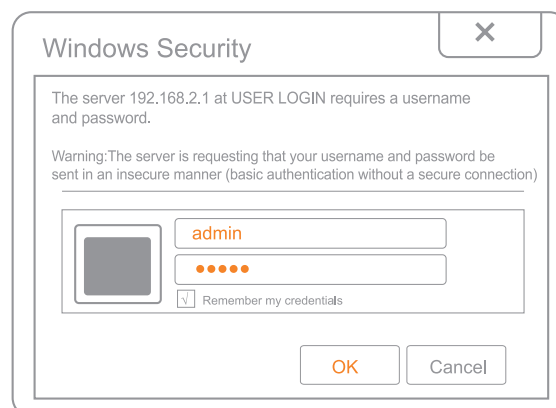 Windows Security
×
The server 192.168.2.1 at USER LOGIN requires a username
and password.
Warning:The server is requesting that your username and password be
sent in an insecure manner (basic authentication without a secure connection)
admin
●●●●●
√ Remember my credentials
OK
Cancel